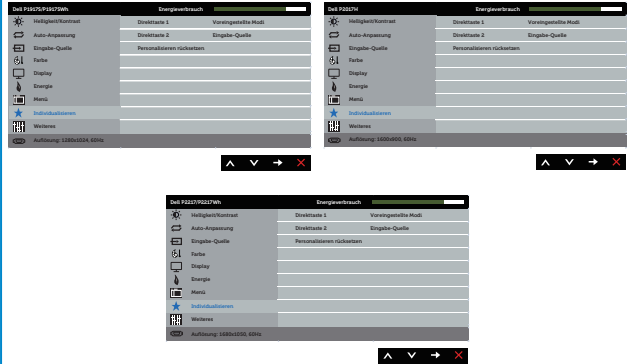 Dell P1917S/P1917SWh Energieverbrauch
Helligkeit/Kontrast Direkttaste 1 Voreingestellte Modi
Auto-Anpassung Direkttaste 2 Eingabe-Quelle
Eingabe-Quelle Personalisieren rücksetzen
Farbe
Display
Energie
Menü
Individualisieren
Weiteres
Auflösung: 1280x1024, 60Hz
Dell P2017H Energieverbrauch
Helligkeit/Kontrast Direkttaste 1 Voreingestellte Modi
Auto-Anpassung Direkttaste 2 Eingabe-Quelle
Eingabe-Quelle Personalisieren rücksetzen
Farbe
Display
Energie
Menü
Individualisieren
Weiteres
Auflösung: 1600x900, 60Hz
Dell P2217/P2217Wh Energieverbrauch
Helligkeit/Kontrast Direkttaste 1 Voreingestellte Modi
Auto-Anpassung Direkttaste 2 Eingabe-Quelle
Eingabe-Quelle Personalisieren rücksetzen
Farbe
Display
Energie
Menü
Individualisieren
Weiteres
Auflösung: 1680x1050, 60Hz